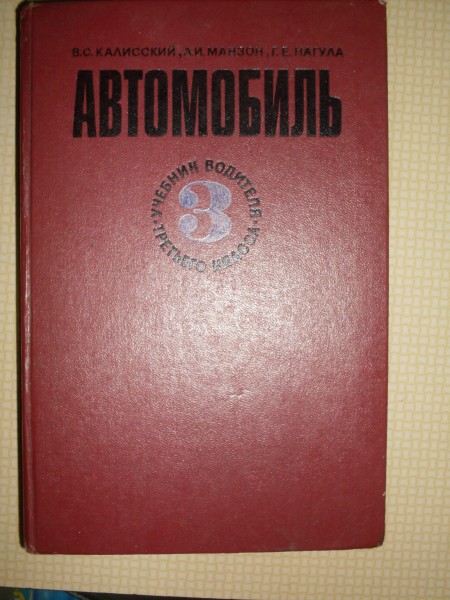 В.С.КАЛИССКИЙ, А.И.МАНЗОН, Г.Е.НАГУЛА
АВТОМОБИЛЬ
УЧЕБНИК ВОДИТЕЛЯ
3
ТРЕТЬЕГО КЛАССА